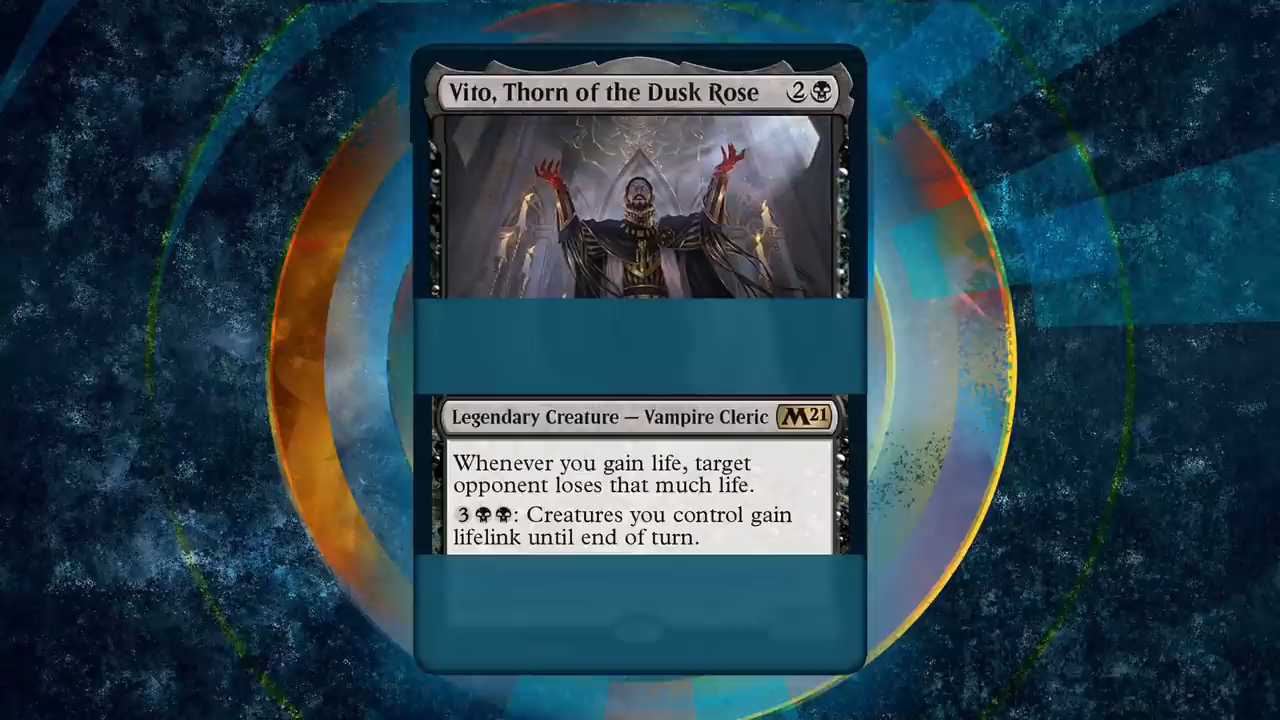 Vito, Thorn of the Dusk Rose 2
Legendary Creature — Vampire Cleric M21
Whenever you gain life, target
opponent loses that much life.
3: Creatures you control gain
lifelink until end of turn.